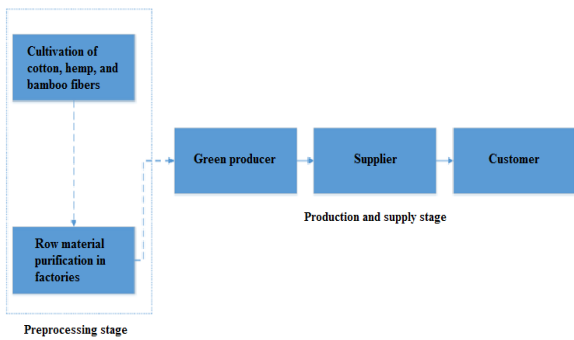 Cultivation of
cotton, hemp, and
bamboo fibers
Green producer
Supplier
Customer
Production and supply stage
Row material
purification in
factories
Preprocessing stage